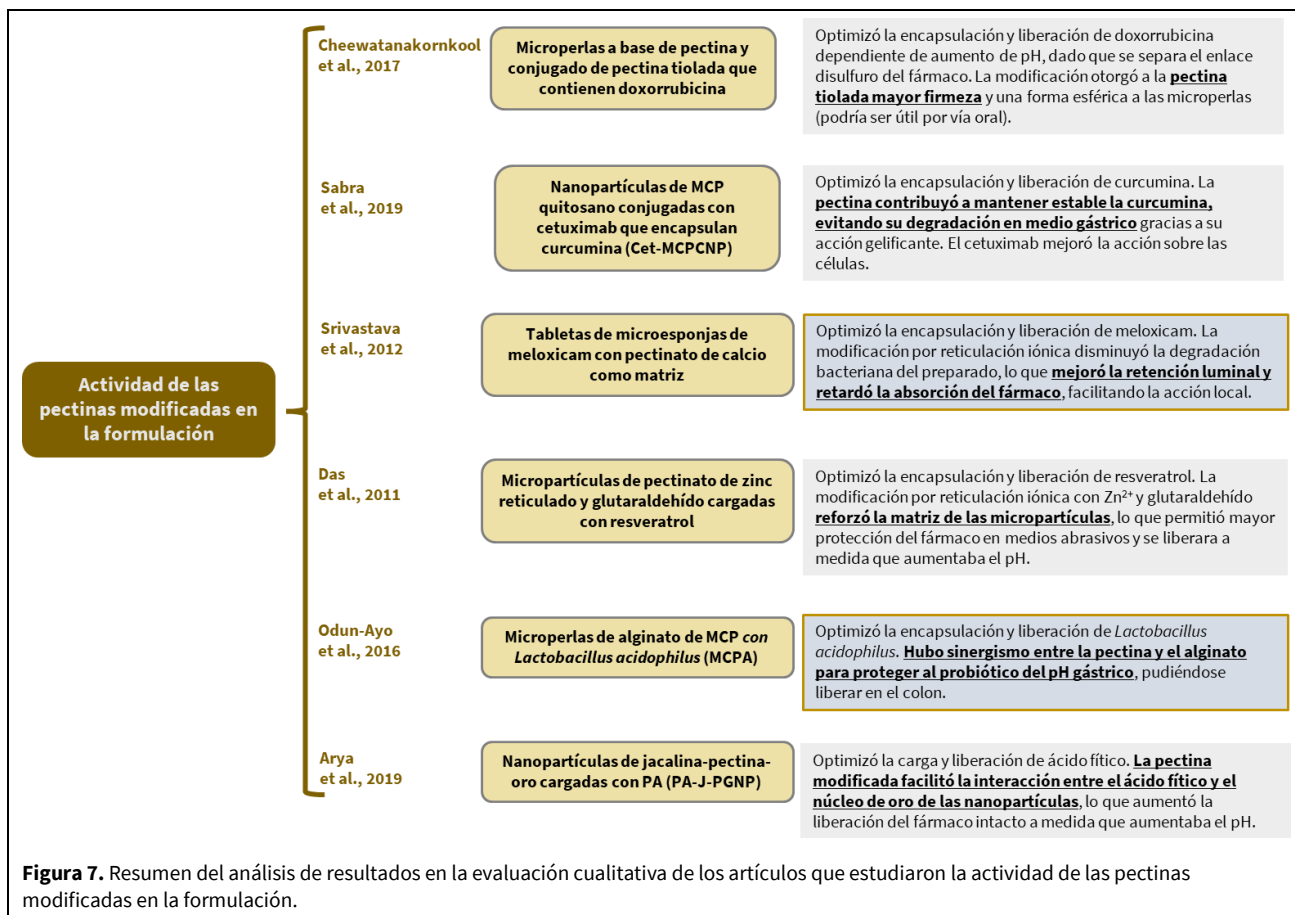 Actividad de las
pectinas modificadas en
la formulación
Cheewatanakornkool
et al., 2017
Microperlas a base de pectina y
conjugado de pectina tiolada que
contienen doxorrubicina
Optimizó la encapsulación y liberación de doxorrubicina
dependiente de aumento de pH, dado que se separa el enlace
disulfuro del fármaco. La modificación otorgó a la pectina
tiolada mayor firmeza y una forma esférica a las microperlas
(podría ser útil por vía oral).
Sabra
et al., 2019
Nanopartículas de MCP
quitosano conjugadas con
cetuximab que encapsulan
curcumina (Cet-MCPCNP)
Optimizó la encapsulación y liberación de curcumina. La
pectina contribuyó a mantener estable la curcumina,
evitando su degradación en medio gástrico gracias a su
acción gelificante. El cetuximab mejoró la acción sobre las
células.
Srivastava
et al., 2012
Tabletas de microesponjas de
meloxicam con pectinato de calcio
como matriz
Optimizó la encapsulación y liberación de meloxicam. La
modificación por reticulación iónica disminuyó la degradación
bacteriana del preparado, lo que mejoró la retención luminal y
retardó la absorción del fármaco, facilitando la acción local.
Das
et al., 2011
Micropartículas de pectinato de zinc
reticulado y glutaraldehído cargadas
con resveratrol
Optimizó la encapsulación y liberación de resveratrol. La
modificación por reticulación iónica con Zn²⁺ y glutaraldehído
reforzó la matriz de las micropartículas, lo que permitió mayor
protección del fármaco en medios abrasivos y se liberara a
medida que aumentaba el pH.
Odun-Ayo
et al., 2016
Microperlas de alginato de MCP con
Lactobacillus acidophilus (MCPA)
Optimizó la encapsulación y liberación de Lactobacillus
acidophilus. Hubo sinergismo entre la pectina y el alginato
para proteger al probiótico del pH gástrico, pudiéndose
liberar en el colon.
Arya
et al., 2019
Nanopartículas de jacalina-pectina-
oro cargadas con PA (PA-J-PGNP)
Optimizó la carga y liberación de ácido fítico. La pectina
modificada facilitó la interacción entre el ácido fítico y el
núcleo de oro de las nanopartículas, lo que aumentó la
liberación del fármaco intacto a medida que aumentaba el pH.
Figura 7. Resumen del análisis de resultados en la evaluación cualitativa de los artículos que estudiaron la actividad de las pectinas
modificadas en la formulación.